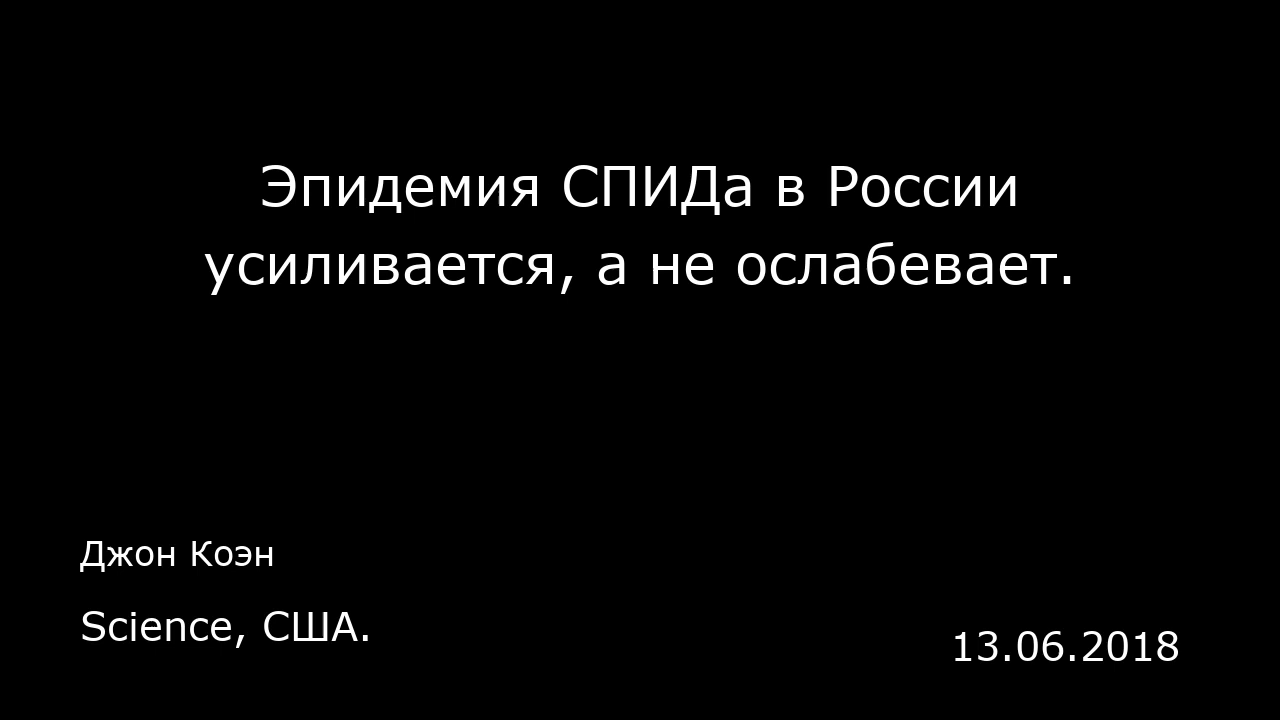 Эпидемия СПИДа в России
усиливается, а не ослабевает.
Джон Коэн
Science, США.
13.06.2018